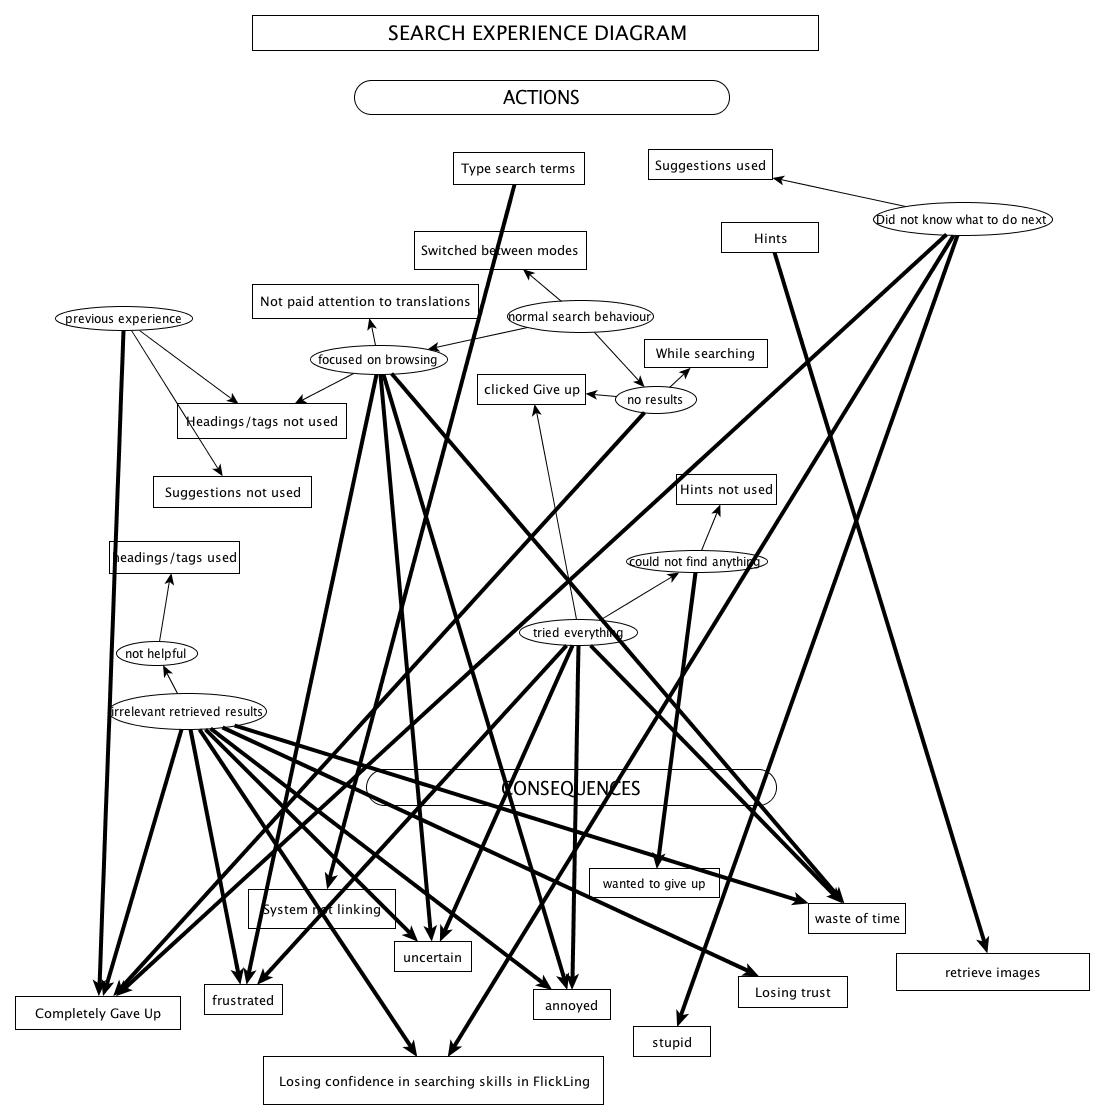 SEARCH EXPERIENCE DIAGRAM
ACTIONS
Type search terms
Suggestions used
Did not know what to do next
Hints
Switched between modes
Not paid attention to translations
previous experience
normal search behaviour
focused on browsing
While searching
clicked Give up
no results
Headings/tags not used
Suggestions not used
Hints not used
headings/tags used
could not find anything
tried everything
not helpful
irrelevant retrieved results
CONSEQUENCES
wanted to give up
System not linking
waste of time
uncertain
retrieve images
Losing trust
frustrated
annoyed
Completely Gave Up
stupid
Losing confidence in searching skills in FlickLing